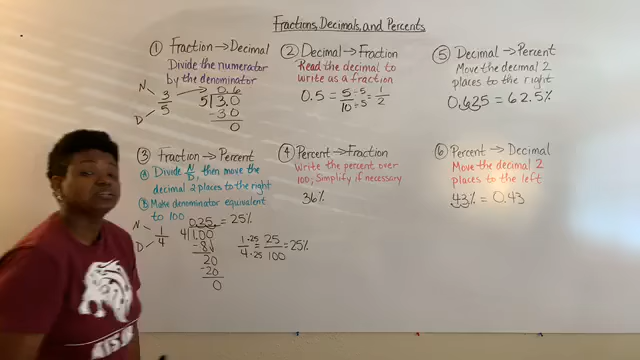 Fractions, Decimals, and Percents
① Fraction → Decimal
Divide the numerator
by the denominator
N
D
3/5
0.6
5)3.0
-30
0
② Decimal → Fraction
Read the decimal to
write as a fraction
0.5 = 5/10 ÷5/÷5 = 1/2
⑤ Decimal → Percent
Move the decimal 2
places to the right
0.625 = 62.5%
③ Fraction → Percent
ⓐ Divide N/D, then move the
decimal 2 places to the right
ⓑ Make denominator equivalent
to 100
N
D
1/4
0.25 = 25%
4)100
-8
20
-20
0
1·25/4·25 = 25/100 = 25%
④ Percent → Fraction
Write the percent over
100, Simplify if necessary
36%
⑥ Percent → Decimal
Move the decimal 2
places to the left
43% = 0.43